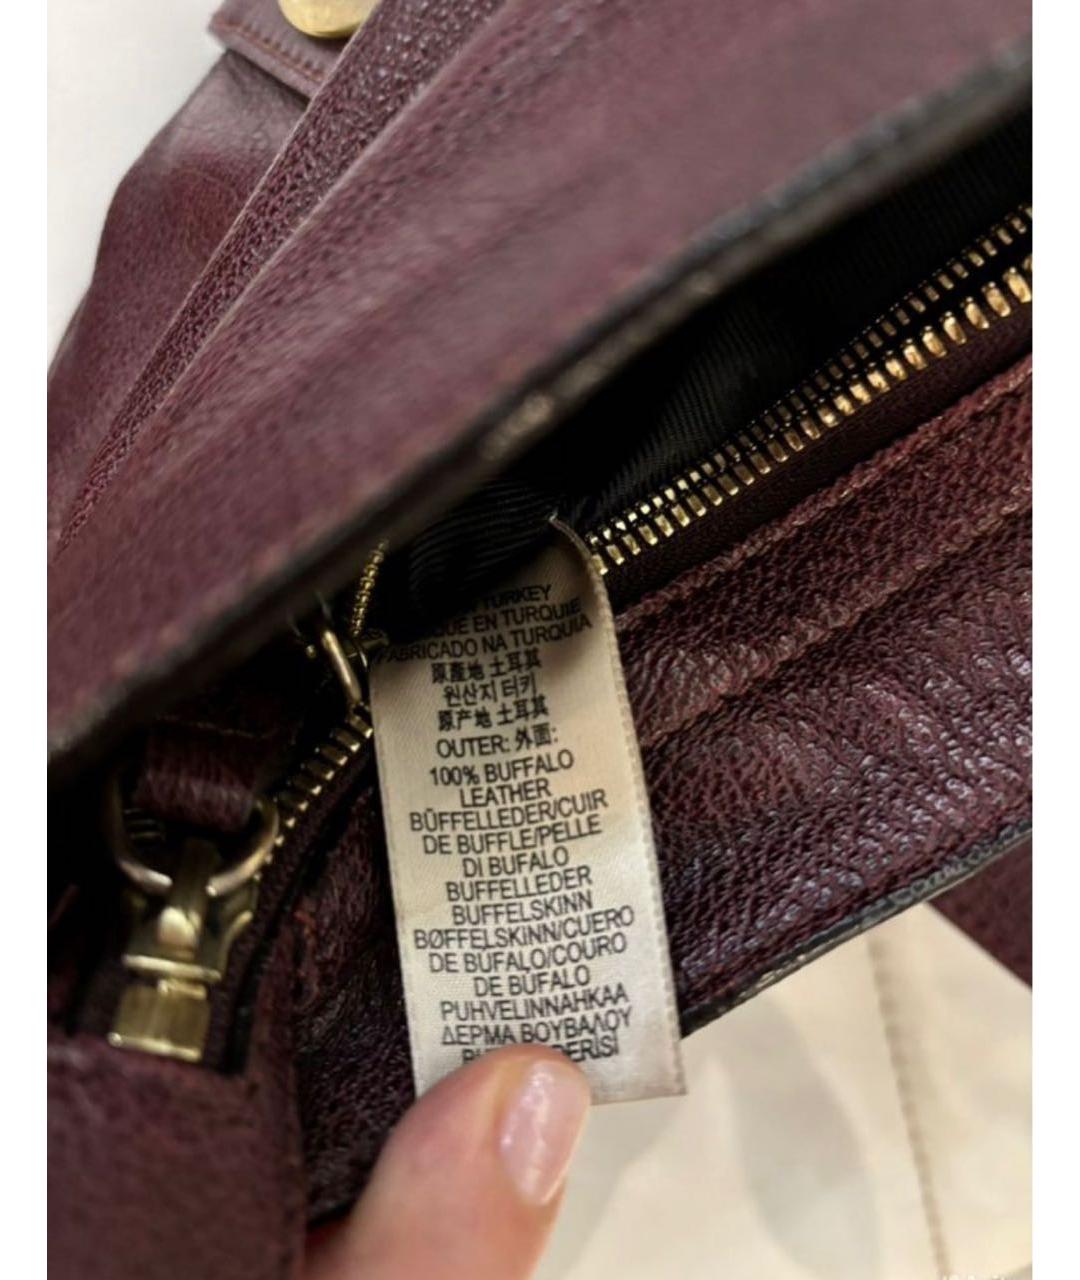 TURKEY
EN TURQUIE
FABRICADO NA TURQUIA
原產地 土耳其
원산지 터키
原产地 土耳其
OUTER: 外面:
100% BUFFALO
LEATHER
BÜFFELLEDER/CUIR
DE BUFFLE/PELLE
DI BUFALO
BUFFELLEDER
BUFFELSKINN
BØFFELSKINN/CUERO
DE BUFALO/COURO
DE BÚFALO
PUHVELINNAHKAA
ΔΕΡΜΑ ΒΟΥΒΑΛΟΥ